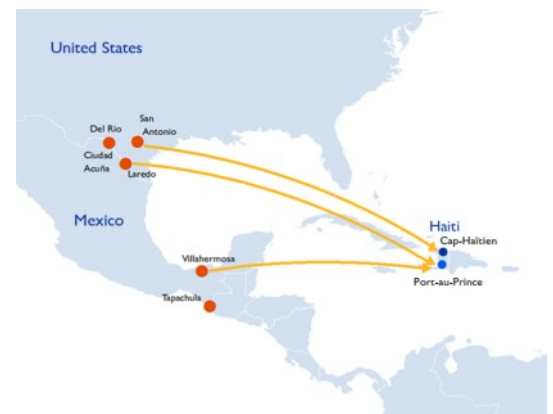 United States
San
Antonio
Del Rio
Ciudad
Acuña
Laredo
Mexico
Haiti
Cap-Haïtien
Villahermosa
Port-au-Prince
Tapachula